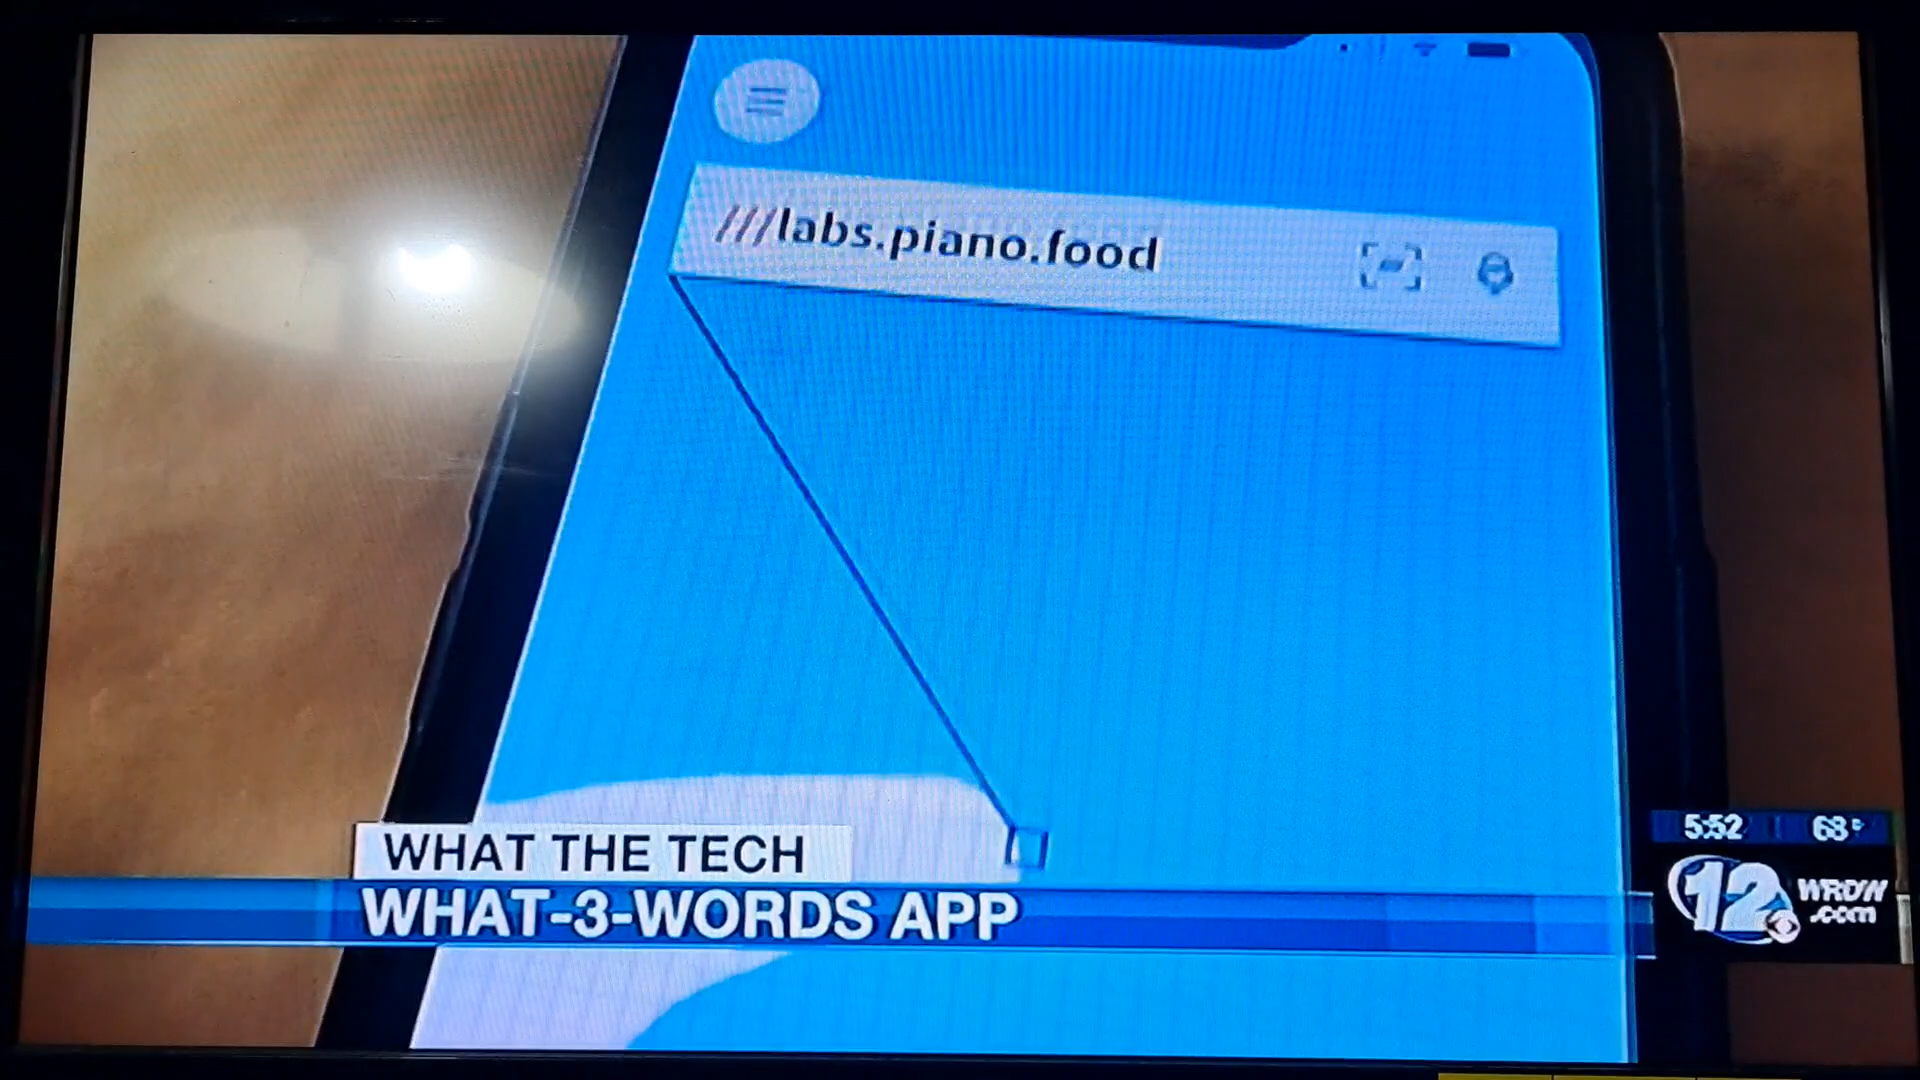 ///labs.piano.food
WHAT THE TECH
WHAT-3-WORDS APP
5:52 68°
12 WRDW
.com